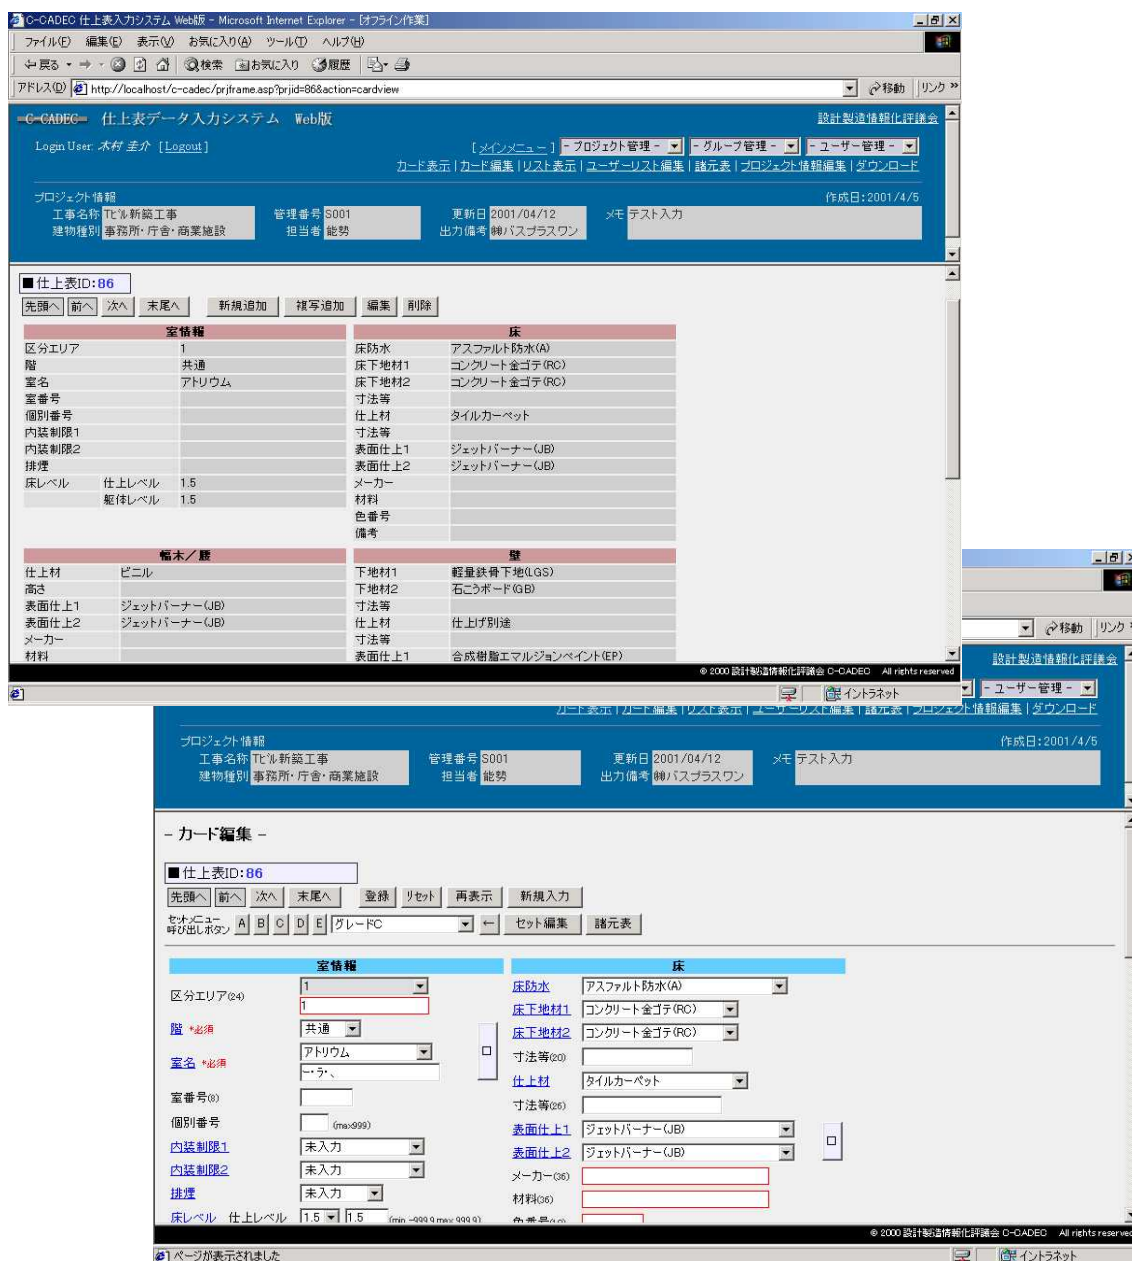 C-CADEC 仕上表入力システム Web版 - Microsoft Internet Explorer - [オフライン作業]
ファイル(F) 編集(E) 表示(V) お気に入り(A) ツール(T) ヘルプ(H)
戻る 検索 お気に入り 履歴
アドレス(D) http://localhost/c-cadec/prjframe.asp?prjid=86&action=cardview 移動 リンク »
C-CADEC 仕上表データ入力システム Web版 設計製造情報化評議会
Login User: 木村 圭介 [Logout] [メインメニュー] - プロジェクト管理 - - グループ管理 - - ユーザー管理 -
カード表示 | カード編集 | リスト表示 | ユーザーリスト編集 | 諸元表 | プロジェクト情報編集 | ダウンロード
プロジェクト情報 作成日:2001/4/5
工事名称 Tビル新築工事 管理番号 S001 更新日 2001/04/12 メモ テスト入力
建物種別 事務所・庁舎・商業施設 担当者 能勢 出力備考 ㈱バスプラスワン
■仕上表ID:86
先頭へ 前へ 次へ 末尾へ 新規追加 複写追加 編集 削除
室情報 床
区分エリア 1 床防水 アスファルト防水(A)
階 共通 床下地材1 コンクリート金ゴテ(RC)
室名 アトリウム 床下地材2 コンクリート金ゴテ(RC)
室番号 寸法等
個別番号 仕上材 タイルカーペット
内装制限1 寸法等
内装制限2 表面仕上1 ジェットバーナー(JB)
排煙 表面仕上2 ジェットバーナー(JB)
床レベル 仕上レベル 1.5 メーカー
躯体レベル 1.5 材料
色番号
備考
幅木／腰 壁
仕上材 ビニル 下地材1 軽量鉄骨下地(LGS)
高さ 下地材2 石こうボード(GB)
表面仕上1 ジェットバーナー(JB) 寸法等
表面仕上2 ジェットバーナー(JB) 仕上材 仕上げ別途
メーカー 寸法等
材料 表面仕上1 合成樹脂エマルジョンペイント(EP)
© 2000 設計製造情報化評議会 C-CADEC All rights reserved
イントラネット
移動 リンク
設計製造情報化評議会
- ユーザー管理 -
カード表示 | カード編集 | リスト表示 | ユーザーリスト編集 | 諸元表 | プロジェクト情報編集 | ダウンロード
プロジェクト情報 作成日:2001/4/5
工事名称 Tビル新築工事 管理番号 S001 更新日 2001/04/12 メモ テスト入力
建物種別 事務所・庁舎・商業施設 担当者 能勢 出力備考 ㈱バスプラスワン
- カード編集 -
■仕上表ID:86
先頭へ 前へ 次へ 末尾へ 登録 リセット 再表示 新規入力
セットメニュー
呼び出しボタン A B C D E グレードC ← セット編集 諸元表
室情報 床
区分エリア(24) 1 床防水 アスファルト防水(A)
1 床下地材1 コンクリート金ゴテ(RC)
階 *必須 共通 床下地材2 コンクリート金ゴテ(RC)
室名 *必須 アトリウム ロ 寸法等(20)
ー・ラ・、 仕上材 タイルカーペット
室番号(8) 寸法等(26)
個別番号 (max999) 表面仕上1 ジェットバーナー(JB) ロ
内装制限1 未入力 表面仕上2 ジェットバーナー(JB)
内装制限2 未入力 メーカー(36)
排煙 未入力 材料(36)
床レベル 仕上レベル 1.5 1.5 (min -999.9 max 999.9)
© 2000 設計製造情報化評議会 C-CADEC All rights reserved
ページが表示されました イントラネット